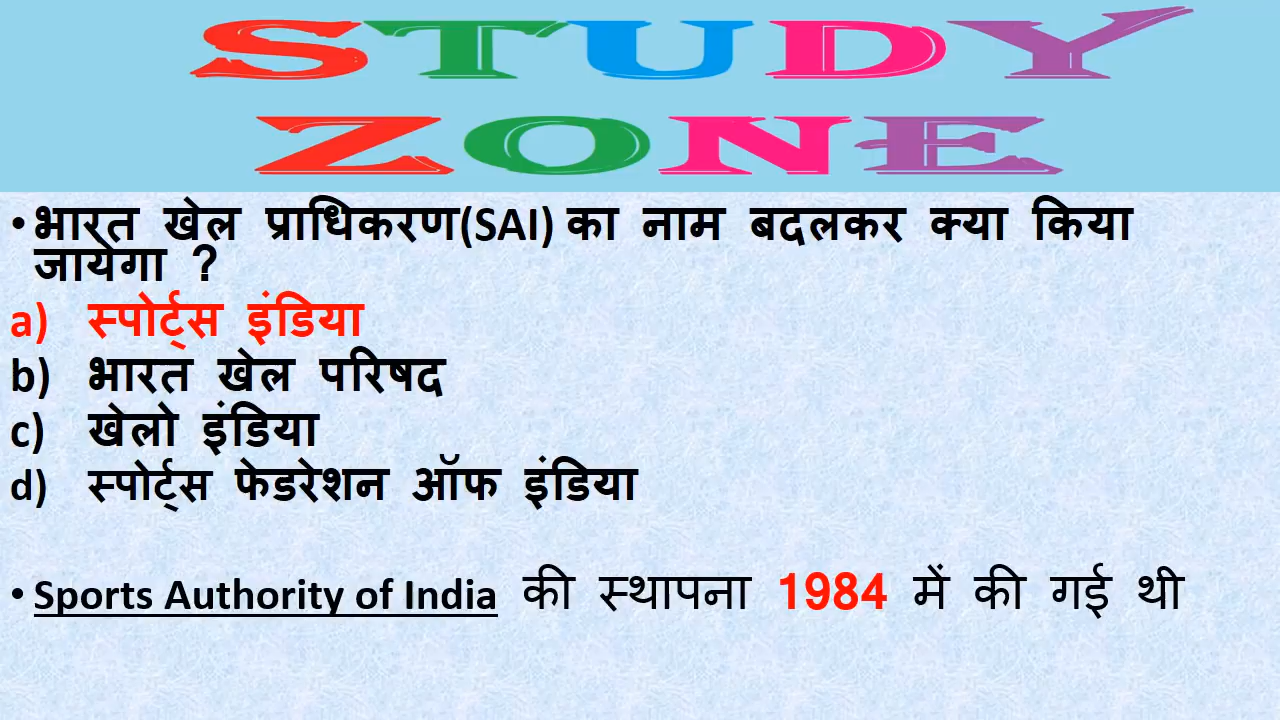 STUDY
ZONE
•भारत खेल प्राधिकरण(SAI) का नाम बदलकर क्या किया
जायेगा ?
a) स्पोर्ट्स इंडिया
b) भारत खेल परिषद
c) खेलो इंडिया
d) स्पोर्ट्स फेडरेशन ऑफ इंडिया
• Sports Authority of India की स्थापना 1984 में की गई थी